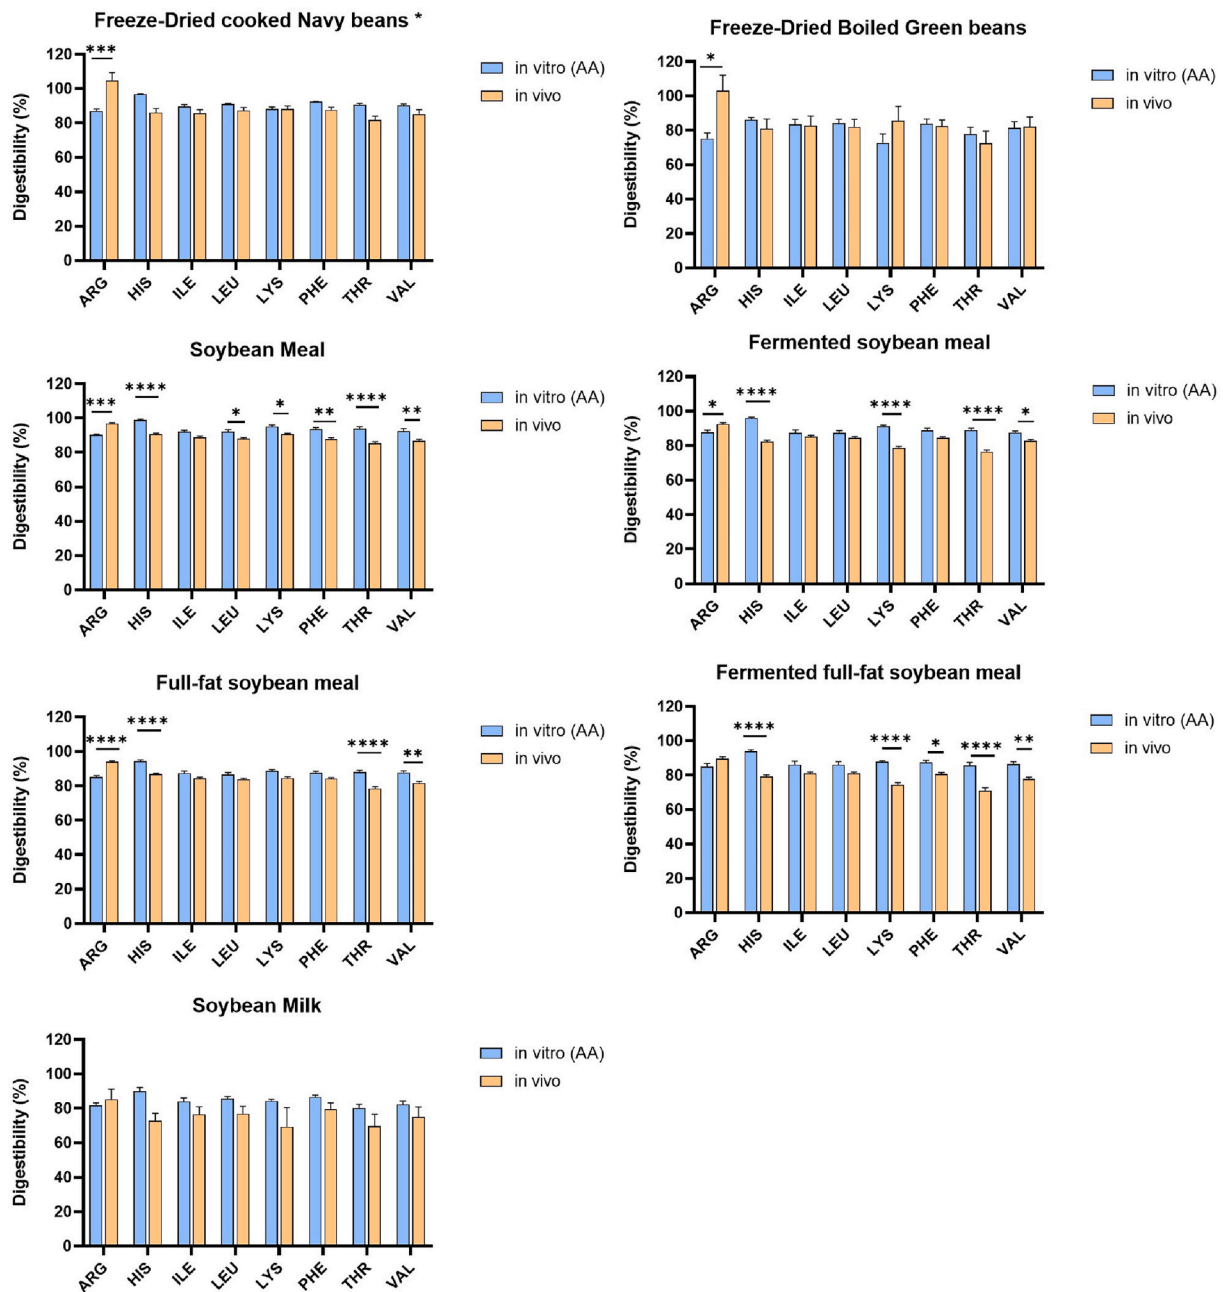 Freeze-Dried cooked Navy beans *
Digestibility (%)
120
100
80
60
40
20
0
***
ARG
HIS
ILE
LEU
LYS
PHE
THR
VAL
in vitro (AA)
in vivo
Freeze-Dried Boiled Green beans
Digestibility (%)
120
100
80
60
40
20
0
*
ARG
HIS
ILE
LEU
LYS
PHE
THR
VAL
in vitro (AA)
in vivo
Soybean Meal
Digestibility (%)
120
100
80
60
40
20
0
***
****
*
*
**
****
**
ARG
HIS
ILE
LEU
LYS
PHE
THR
VAL
in vitro (AA)
in vivo
Fermented soybean meal
Digestibility (%)
120
100
80
60
40
20
0
*
****
****
****
*
ARG
HIS
ILE
LEU
LYS
PHE
THR
VAL
in vitro (AA)
in vivo
Full-fat soybean meal
Digestibility (%)
120
100
80
60
40
20
0
****
****
****
**
ARG
HIS
ILE
LEU
LYS
PHE
THR
VAL
in vitro (AA)
in vivo
Fermented full-fat soybean meal
Digestibility (%)
120
100
80
60
40
20
0
****
****
*
****
**
ARG
HIS
ILE
LEU
LYS
PHE
THR
VAL
in vitro (AA)
in vivo
Soybean Milk
Digestibility (%)
120
100
80
60
40
20
0
ARG
HIS
ILE
LEU
LYS
PHE
THR
VAL
in vitro (AA)
in vivo